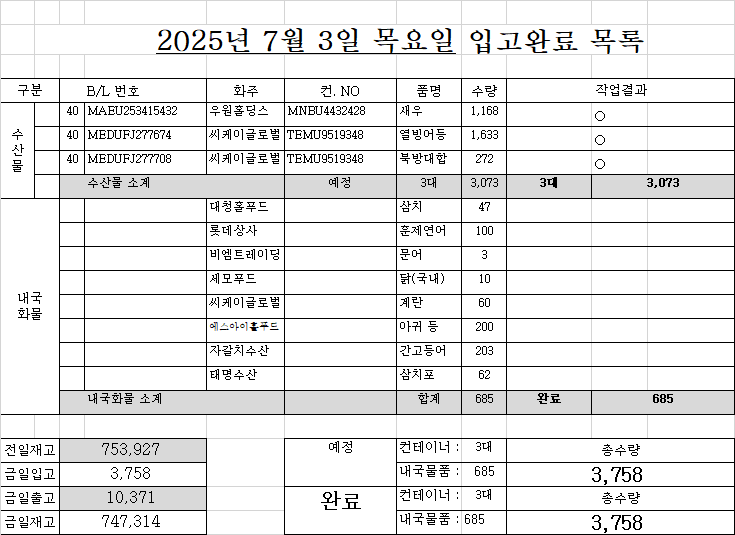 2025년 7월 3일 목요일 입고완료 목록
구분 B/L 번호 화주 컨. NO 품명 수량 작업결과
수산물
40 MAEU253415432 우원홀딩스 MNBU4432428 새우 1,168 ○
40 MEDUFJ277674 씨케이글로벌 TEMU9519348 열빙어등 1,633 ○
40 MEDUFJ277708 씨케이글로벌 TEMU9519348 북방대합 272 ○
수산물 소계 예정 3대 3,073 3대 3,073
내국화물
대청홀푸드 삼치 47
롯데상사 훈제연어 100
비엠트레이딩 문어 3
세모푸드 닭(국내) 10
씨케이글로벌 계란 60
에스아이홀푸드 아귀 등 200
자갈치수산 간고등어 203
태명수산 삼치포 62
내국화물 소계 합계 685 완료 685
전일재고 753,927 예정 컨테이너 : 3대 총수량
금일입고 3,758 내국물품 : 685 3,758
금일출고 10,371 완료 컨테이너 : 3대 총수량
금일재고 747,314 내국물품 : 685 3,758